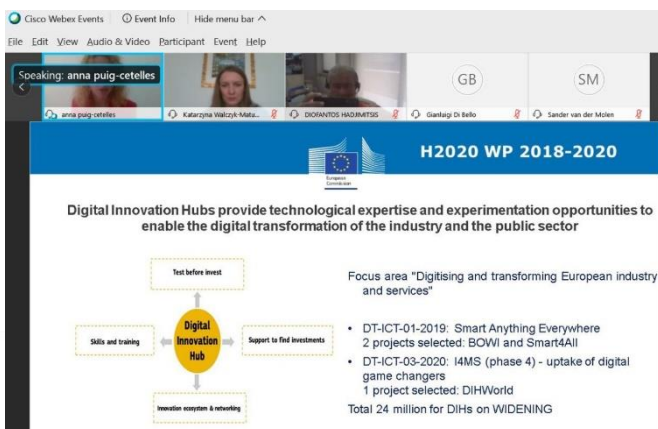 Cisco Webex Events Event Info Hide menu bar
File Edit View Audio & Video Participant Event Help
Speaking: anna puig-cetelles
GB
SM
anna puig-cetelles
Katarzyna Walczyk-Matu...
DIOFANTOS HADJIMITSIS
Gianluigi Di Bello
Sander van der Molen
European
Commission
H2020 WP 2018-2020
Digital Innovation Hubs provide technological expertise and experimentation opportunities to
enable the digital transformation of the industry and the public sector
Test before invest
Skills and training
Digital
Innovation
Hub
Support to find investments
Innovation ecosystem & networking
Focus area "Digitising and transforming European industry
and services"
• DT-ICT-01-2019: Smart Anything Everywhere
2 projects selected: BOWI and Smart4All
• DT-ICT-03-2020: I4MS (phase 4) - uptake of digital
game changers
1 project selected: DIHWorld
Total 24 million for DIHs on WIDENING